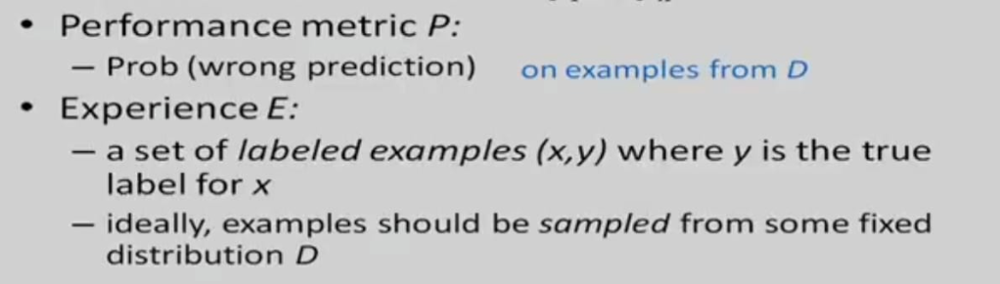 • Performance metric P:
– Prob (wrong prediction) on examples from D
• Experience E:
– a set of labeled examples (x,y) where y is the true
label for x
– ideally, examples should be sampled from some fixed
distribution D